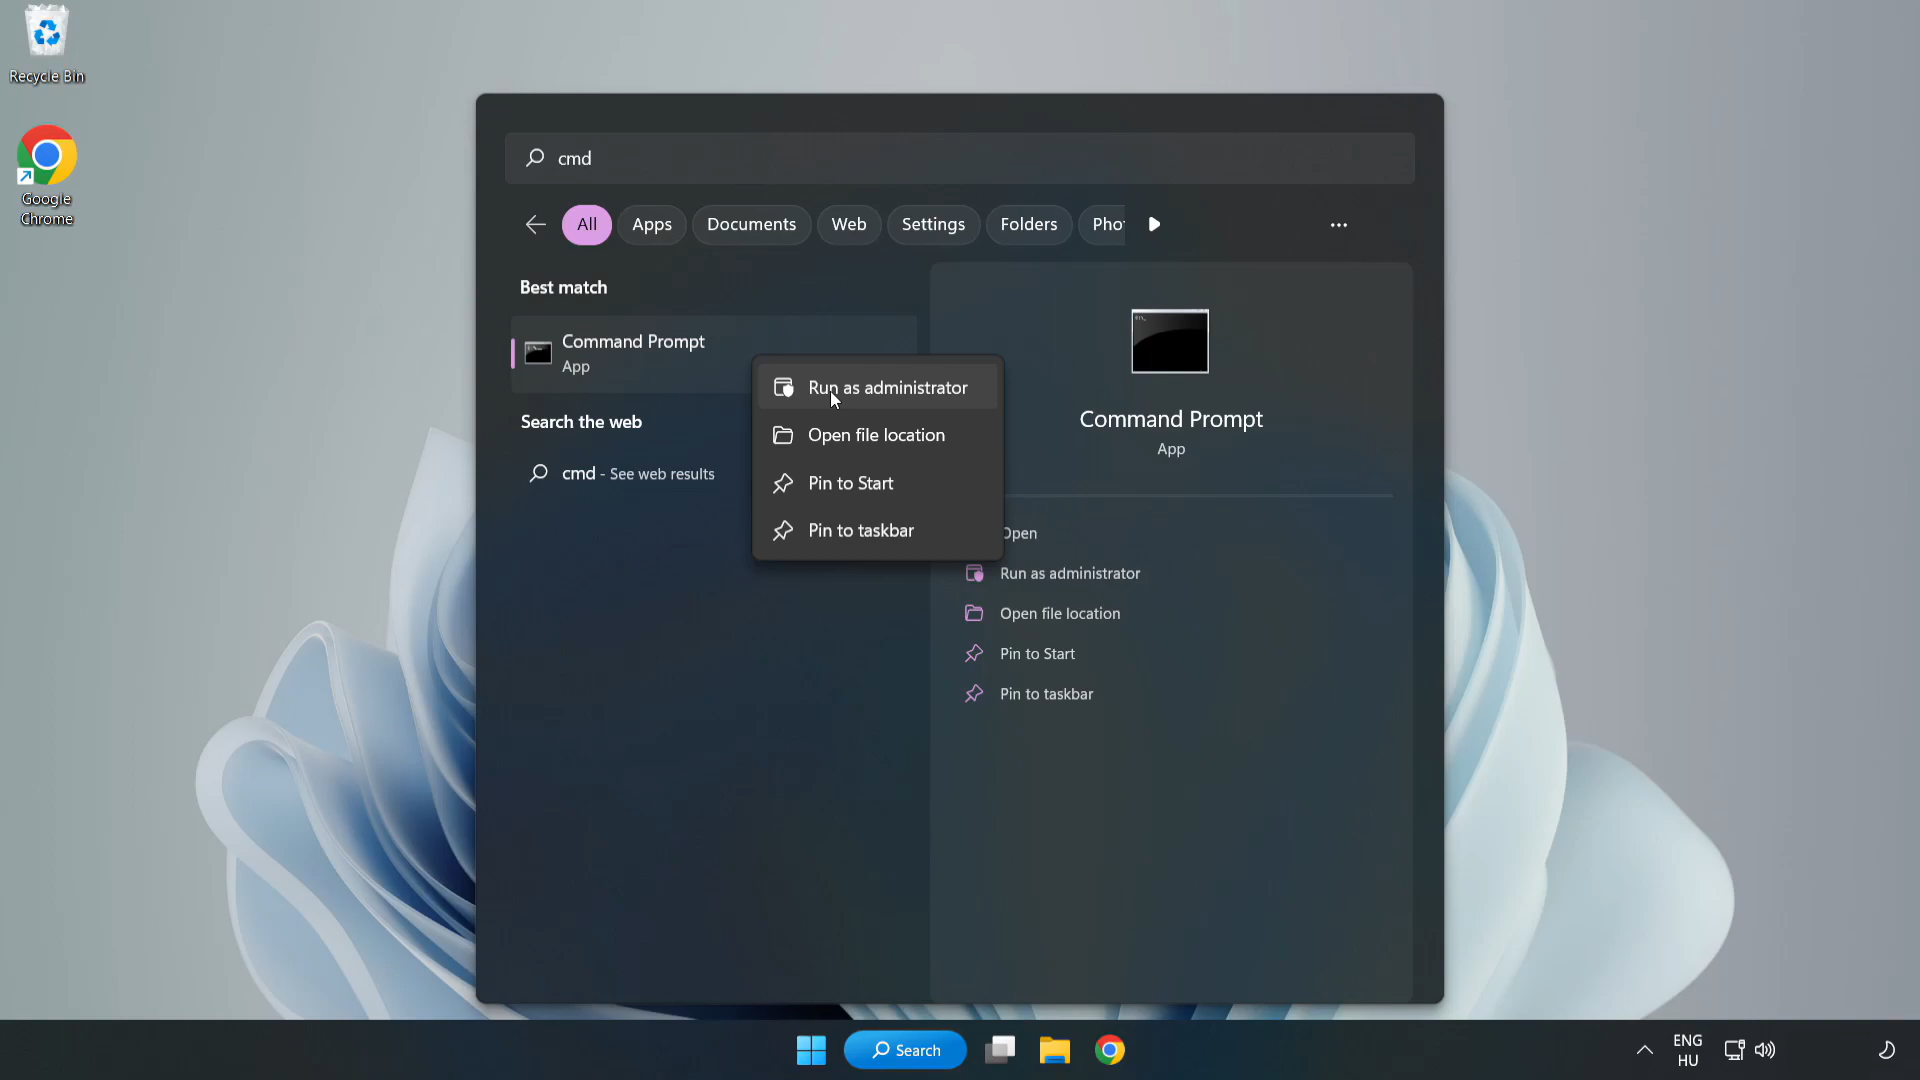 Recycle Bin
Google
Chrome
cmd
All
Apps
Documents
Web
Settings
Folders
Pho
Best match
Command Prompt
App
Search the web
cmd - See web results
Run as administrator
Open file location
Pin to Start
Pin to taskbar
Command Prompt
App
Open
Run as administrator
Open file location
Pin to Start
Pin to taskbar
Search
ENG
HU